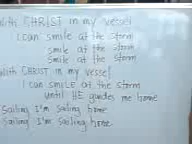 With CHRIST in my vessel
I can smile at the storm
smile at the storm
smile at the storm
With CHRIST in my vessel
I can smile at the storm
Until HE guides me home
Sailing I'm sailing home
Sailing I'm sailing home